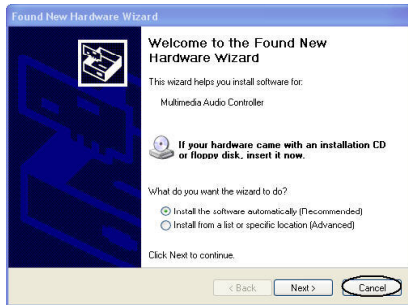 Found New Hardware Wizard
Welcome to the Found New
Hardware Wizard
This wizard helps you install software for:
Multimedia Audio Controller
If your hardware came with an installation CD
or floppy disk, insert it now.
What do you want the wizard to do?
Install the software automatically (Recommended)
Install from a list or specific location (Advanced)
Click Next to continue.
< Back Next > Cancel